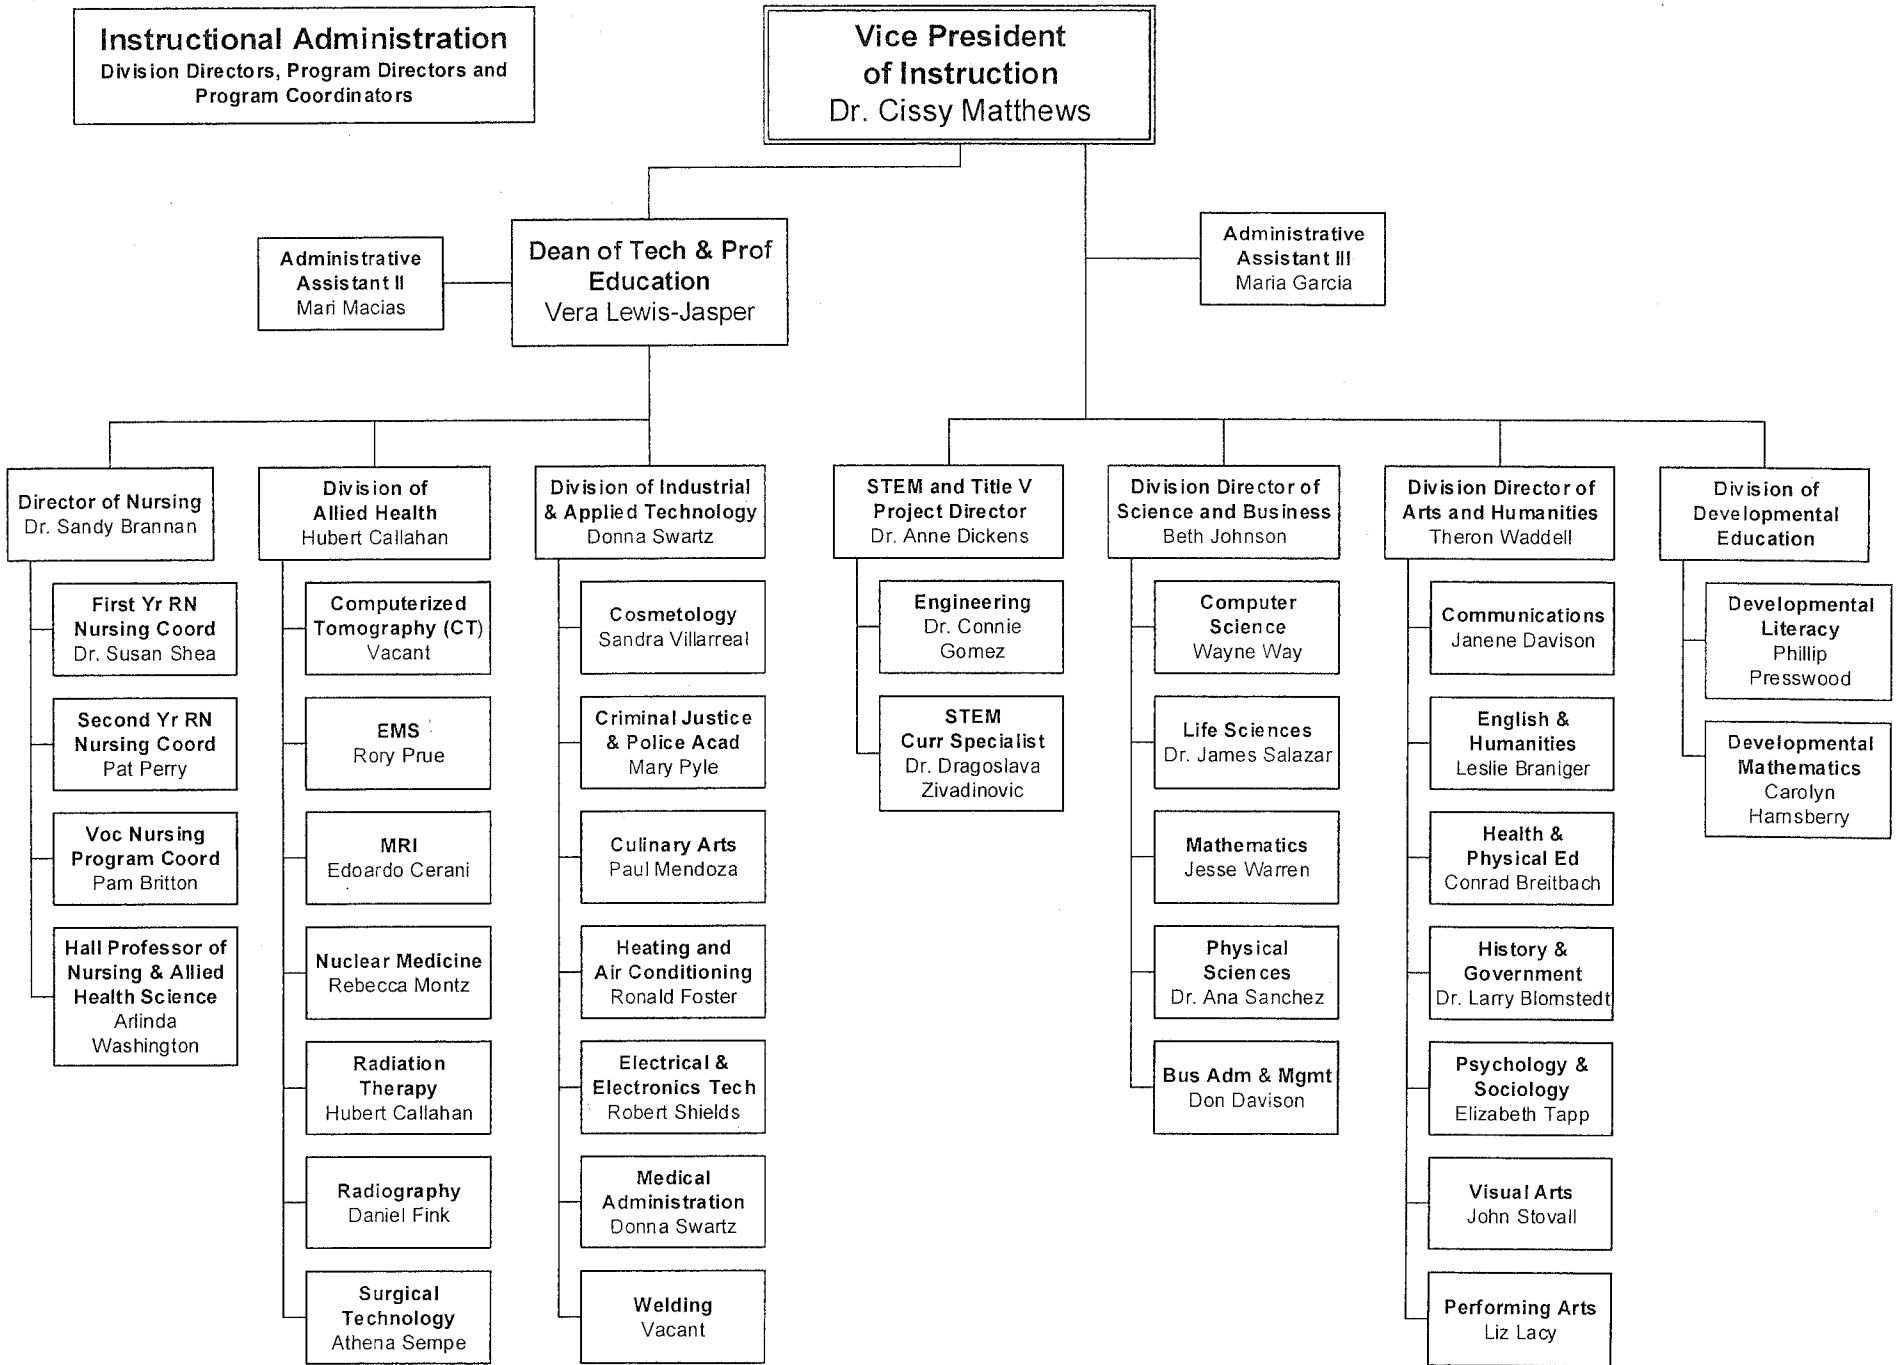 Instructional Administration
Division Directors, Program Directors and
Program Coordinators
Vice President
of Instruction
Dr. Cissy Matthews
Administrative
Assistant II
Mari Macias
Dean of Tech & Prof
Education
Vera Lewis-Jasper
Administrative
Assistant III
Maria Garcia
Director of Nursing
Dr. Sandy Brannan
First Yr RN
Nursing Coord
Dr. Susan Shea
Second Yr RN
Nursing Coord
Pat Perry
Voc Nursing
Program Coord
Pam Britton
Hall Professor of
Nursing & Allied
Health Science
Arlinda
Washington
Division of
Allied Health
Hubert Callahan
Computerized
Tomography (CT)
Vacant
EMS
Rory Prue
MRI
Edoardo Cerani
Nuclear Medicine
Rebecca Montz
Radiation
Therapy
Hubert Callahan
Radiography
Daniel Fink
Surgical
Technology
Athena Sempe
Division of Industrial
& Applied Technology
Donna Swartz
Cosmetology
Sandra Villarreal
Criminal Justice
& Police Acad
Mary Pyle
Culinary Arts
Paul Mendoza
Heating and
Air Conditioning
Ronald Foster
Electrical &
Electronics Tech
Robert Shields
Medical
Administration
Donna Swartz
Welding
Vacant
STEM and Title V
Project Director
Dr. Anne Dickens
Engineering
Dr. Connie
Gomez
STEM
Curr Specialist
Dr. Dragoslava
Zivadinovic
Division Director of
Science and Business
Beth Johnson
Computer
Science
Wayne Way
Life Sciences
Dr. James Salazar
Mathematics
Jesse Warren
Physical
Sciences
Dr. Ana Sanchez
Bus Adm & Mgmt
Don Davison
Division Director of
Arts and Humanities
Theron Waddell
Communications
Janene Davison
English &
Humanities
Leslie Braniger
Health &
Physical Ed
Conrad Breitbach
History &
Government
Dr. Larry Blomstedt
Psychology &
Sociology
Elizabeth Tapp
Visual Arts
John Stovall
Performing Arts
Liz Lacy
Division of
Developmental
Education
Developmental
Literacy
Phillip
Presswood
Developmental
Mathematics
Carolyn
Hamsberry